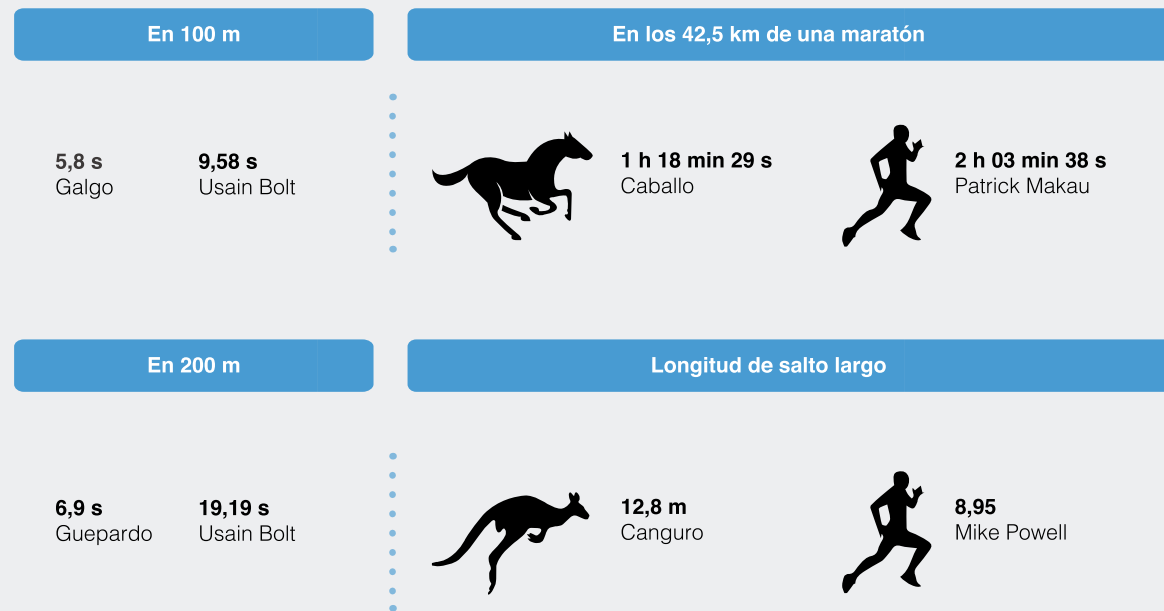 En 100 m
5,8 s
Galgo
9,58 s
Usain Bolt
En los 42,5 km de una maratón
1 h 18 min 29 s
Caballo
2 h 03 min 38 s
Patrick Makau
En 200 m
6,9 s
Guepardo
19,19 s
Usain Bolt
Longitud de salto largo
12,8 m
Canguro
8,95
Mike Powell